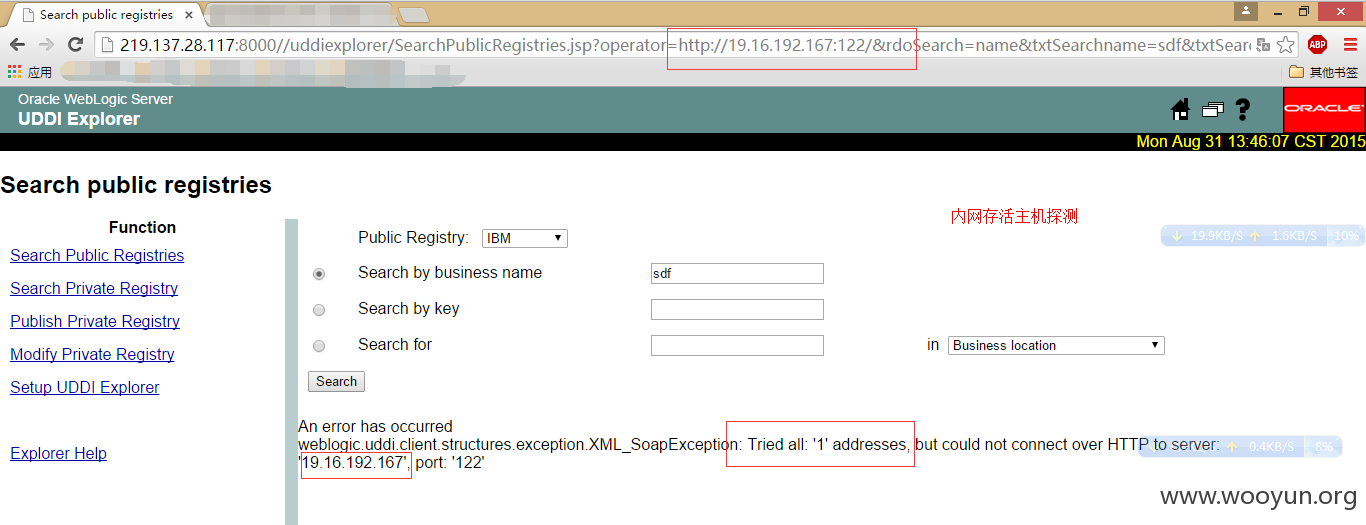 Search public registries
219.137.28.117:8000//uddiexplorer/SearchPublicRegistries.jsp?operator=http://19.16.192.167:122/&rdoSearch=name&txtSearchname=sdf&txtSear
ABP
应用
其他书签
Oracle WebLogic Server
UDDI Explorer
ORACLE
Mon Aug 31 13:46:07 CST 2015
Search public registries
内网存活主机探测
Function
Search Public Registries
Search Private Registry
Publish Private Registry
Modify Private Registry
Setup UDDI Explorer
Explorer Help
Public Registry: IBM
19.9KB/S 1.6KB/S 10%
Search by business name sdf
Search by key
Search for in Business location
Search
An error has occurred
weblogic.uddi.client.structures.exception.XML_SoapException: Tried all: '1' addresses, but could not connect over HTTP to server:
'19.16.192.167', port: '122'
0.4KB/S 8%
www.wooyun.org